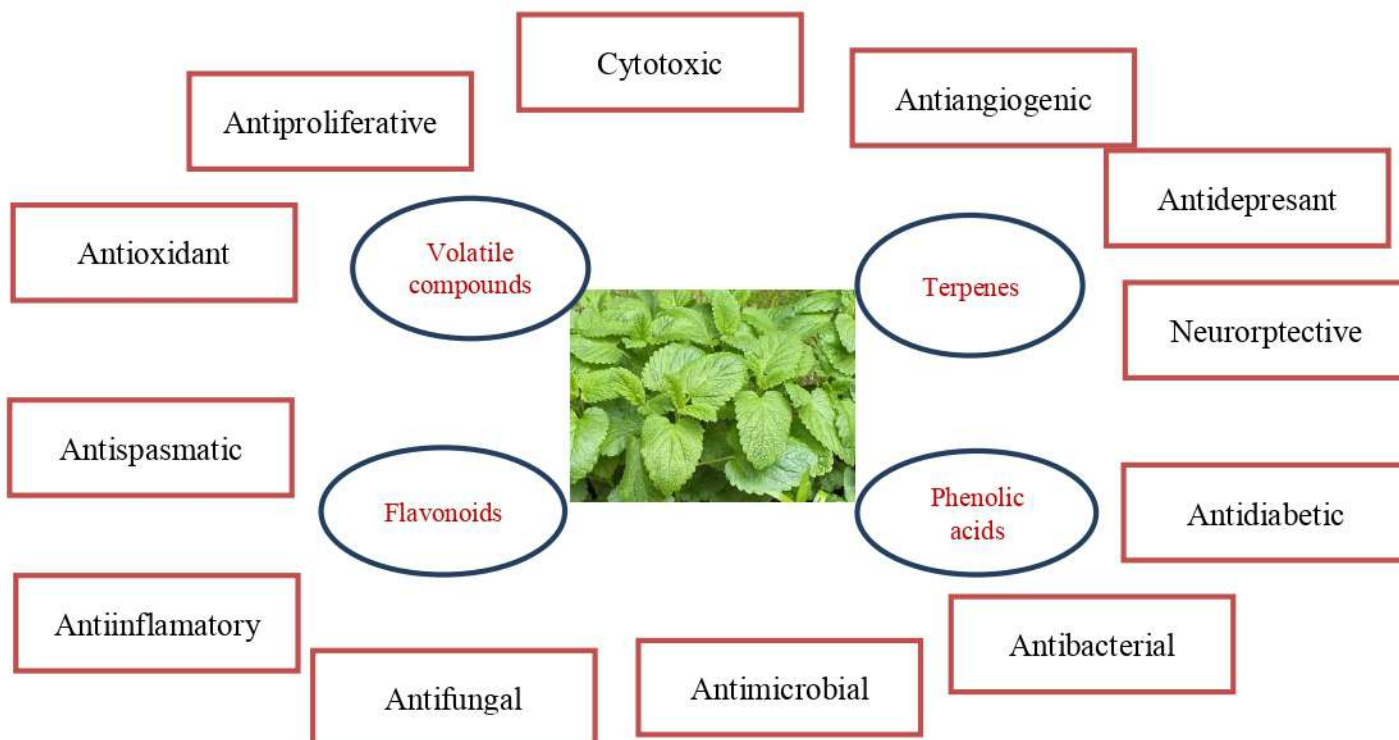 Cytotoxic
Antiangiogenic
Antiproliferative
Antidepresant
Antioxidant
Volatile
compounds
Terpenes
Neurorptective
Antispasmatic
Flavonoids
Phenolic
acids
Antidiabetic
Antiinflamatory
Antibacterial
Antifungal
Antimicrobial